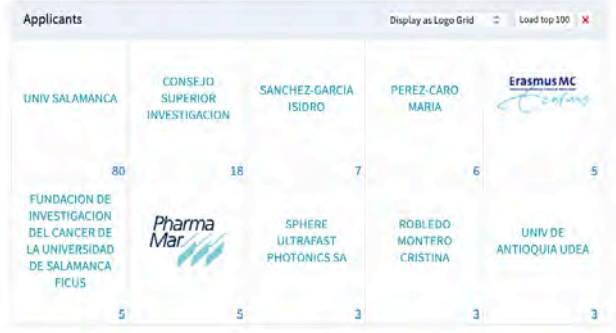 Applicants
Display as Logo Grid
Load top 100
UNIV SALAMANCA
80
CONSEJO
SUPERIOR
INVESTIGACION
18
SANCHEZ-GARCIA
ISIDRO
7
PEREZ-CARO
MARIA
6
Erasmus MC
5
FUNDACION DE
INVESTIGACION
DEL CANCER DE
LA UNIVERSIDAD
DE SALAMANCA
FICUS
5
Pharma
Mar
5
SPHERE
ULTRAFAST
PHOTONICS SA
3
ROBLEDO
MONTERO
CRISTINA
3
UNIV DE
ANTIOQUIA UDEA
3